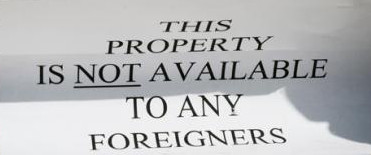 THIS
PROPERTY
IS NOT AVAILABLE
TO ANY
FOREIGNERS